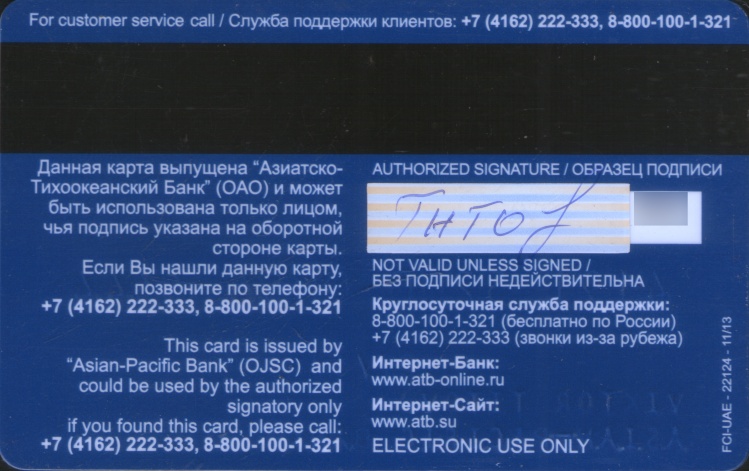 For customer service call / Служба поддержки клиентов: +7 (4162) 222-333, 8-800-100-1-321
Данная карта выпущена "Азиатско-
Тихоокеанский Банк" (ОАО) и может
быть использована только лицом,
чья подпись указана на оборотной
стороне карты.
Если Вы нашли данную карту,
позвоните по телефону:
+7 (4162) 222-333, 8-800-100-1-321
This card is issued by
"Asian-Pacific Bank" (OJSC) and
could be used by the authorized
signatory only
if you found this card, please call:
+7 (4162) 222-333, 8-800-100-1-321
AUTHORIZED SIGNATURE / ОБРАЗЕЦ ПОДПИСИ
NOT VALID UNLESS SIGNED /
БЕЗ ПОДПИСИ НЕДЕЙСТВИТЕЛЬНА
Круглосуточная служба поддержки:
8-800-100-1-321 (бесплатно по России)
+7 (4162) 222-333 (звонки из-за рубежа)
Интернет-Банк:
www.atb-online.ru
Интернет-Сайт:
www.atb.su
ELECTRONIC USE ONLY
FCI-UAE - 22124 - 11/13